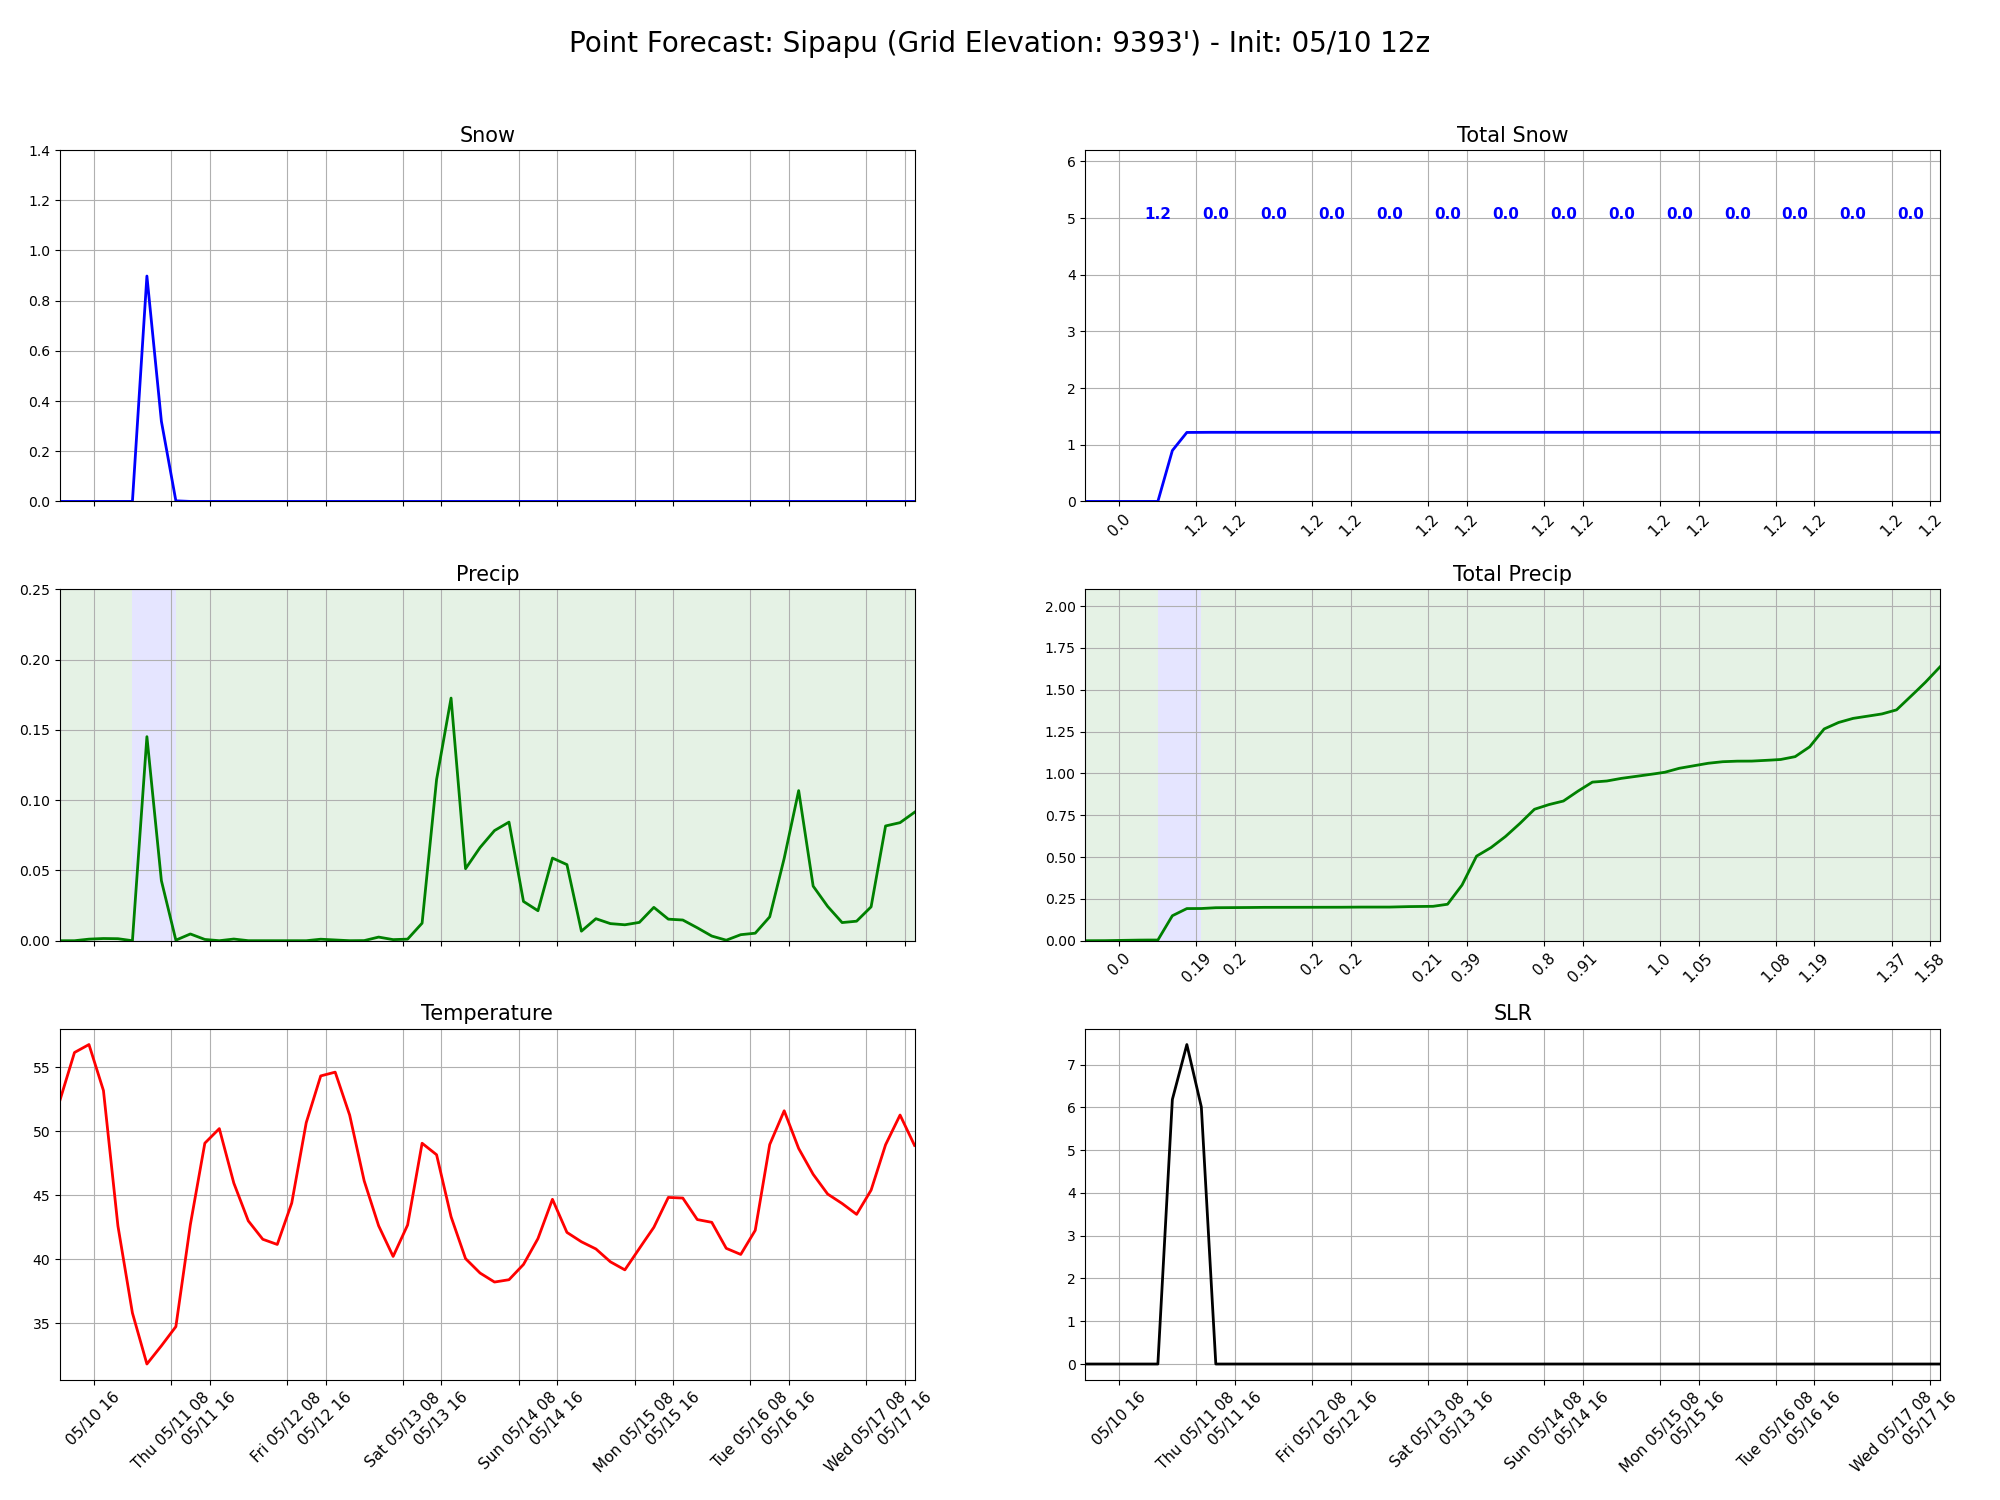 Point Forecast: Sipapu (Grid Elevation: 9393') - Init: 05/10 12z
Snow
1.4
1.2
1.0
0.8
0.6
0.4
0.2
0.0
Total Snow
6
5
4
3
2
1
0
1.2 0.0 0.0 0.0 0.0 0.0 0.0 0.0 0.0 0.0 0.0 0.0 0.0 0.0
0.0 1.2 1.2 1.2 1.2 1.2 1.2 1.2 1.2 1.2 1.2 1.2 1.2 1.2 1.2
Precip
0.25
0.20
0.15
0.10
0.05
0.00
Total Precip
2.00
1.75
1.50
1.25
1.00
0.75
0.50
0.25
0.00
0.0 0.19 0.2 0.2 0.2 0.21 0.39 0.8 0.91 1.0 1.05 1.08 1.19 1.37 1.58
Temperature
55
50
45
40
35
05/10 16
Thu 05/11 08
05/11 16
Fri 05/12 08
05/12 16
Sat 05/13 08
05/13 16
Sun 05/14 08
05/14 16
Mon 05/15 08
05/15 16
Tue 05/16 08
05/16 16
Wed 05/17 08
05/17 16
SLR
7
6
5
4
3
2
1
0
05/10 16
Thu 05/11 08
05/11 16
Fri 05/12 08
05/12 16
Sat 05/13 08
05/13 16
Sun 05/14 08
05/14 16
Mon 05/15 08
05/15 16
Tue 05/16 08
05/16 16
Wed 05/17 08
05/17 16